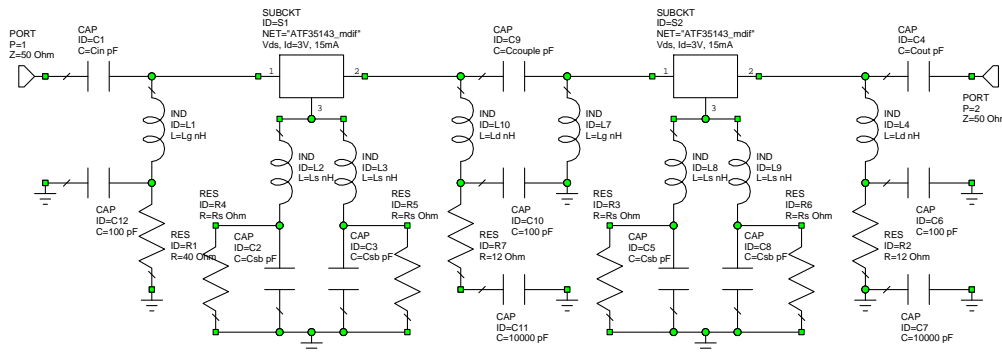 PORT
P=1
Z=50 Ohm
CAP
ID=C1
C=Cin pF
SUBCKT
ID=S1
NET="ATF35143_mdif"
Vds, Id=3V, 15mA
1
2
3
CAP
ID=C9
C=Ccouple pF
SUBCKT
ID=S2
NET="ATF35143_mdif"
Vds, Id=3V, 15mA
1
2
3
CAP
ID=C4
C=Cout pF
PORT
P=2
Z=50 Ohm
IND
ID=L1
L=Lg nH
IND
ID=L2
L=Ls nH
IND
ID=L3
L=Ls nH
IND
ID=L10
L=Ld nH
IND
ID=L7
L=Lg nH
IND
ID=L8
L=Ls nH
IND
ID=L9
L=Ls nH
IND
ID=L4
L=Ld nH
CAP
ID=C12
C=100 pF
RES
ID=R1
R=40 Ohm
RES
ID=R4
R=Rs Ohm
CAP
ID=C2
C=Csb pF
CAP
ID=C3
C=Csb pF
RES
ID=R5
R=Rs Ohm
RES
ID=R7
R=12 Ohm
CAP
ID=C10
C=100 pF
CAP
ID=C11
C=10000 pF
RES
ID=R3
R=Rs Ohm
CAP
ID=C5
C=Csb pF
CAP
ID=C8
C=Csb pF
RES
ID=R6
R=Rs Ohm
RES
ID=R2
R=12 Ohm
CAP
ID=C6
C=100 pF
CAP
ID=C7
C=10000 pF